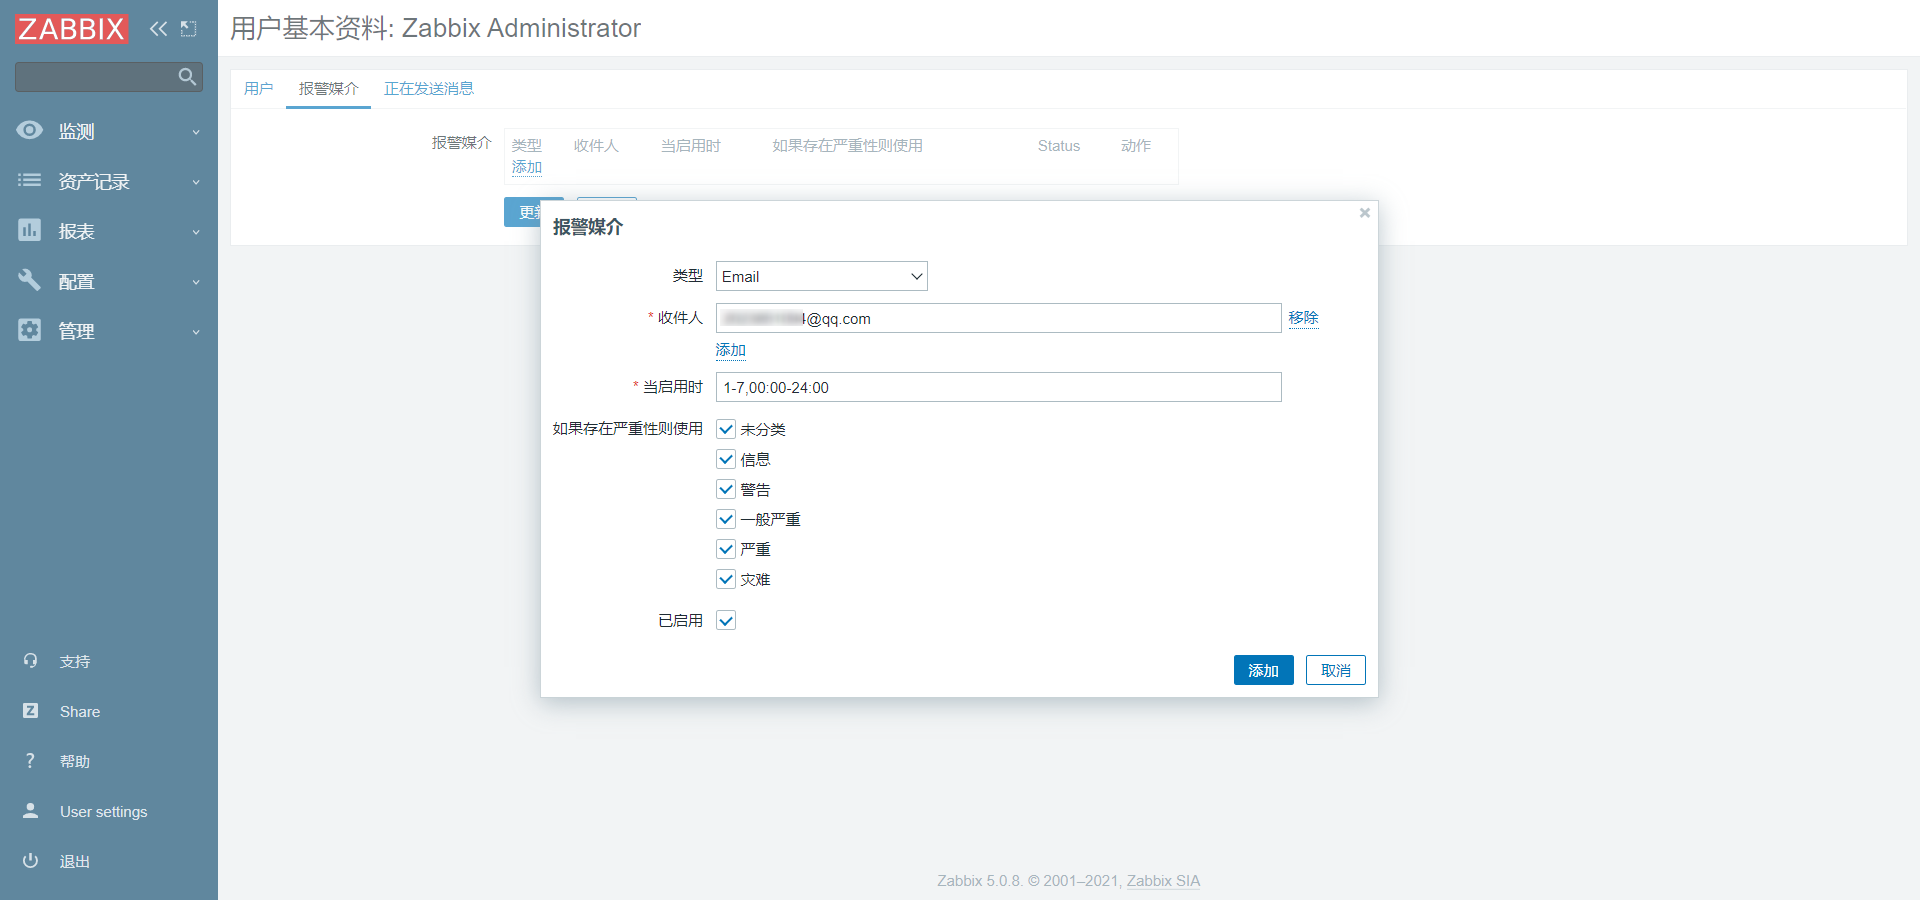 ZABBIX
监测
资产记录
报表
配置
管理
支持
Share
帮助
User settings
退出
用户基本资料: Zabbix Administrator
用户 报警媒介 正在发送消息
报警媒介 类型 收件人 当启用时 如果存在严重性则使用 Status 动作
添加
更新
报警媒介
类型 Email
* 收件人 4@qq.com 移除
添加
* 当启用时 1-7,00:00-24:00
如果存在严重性则使用 未分类
信息
警告
一般严重
严重
灾难
已启用
添加 取消
Zabbix 5.0.8. © 2001–2021, Zabbix SIA